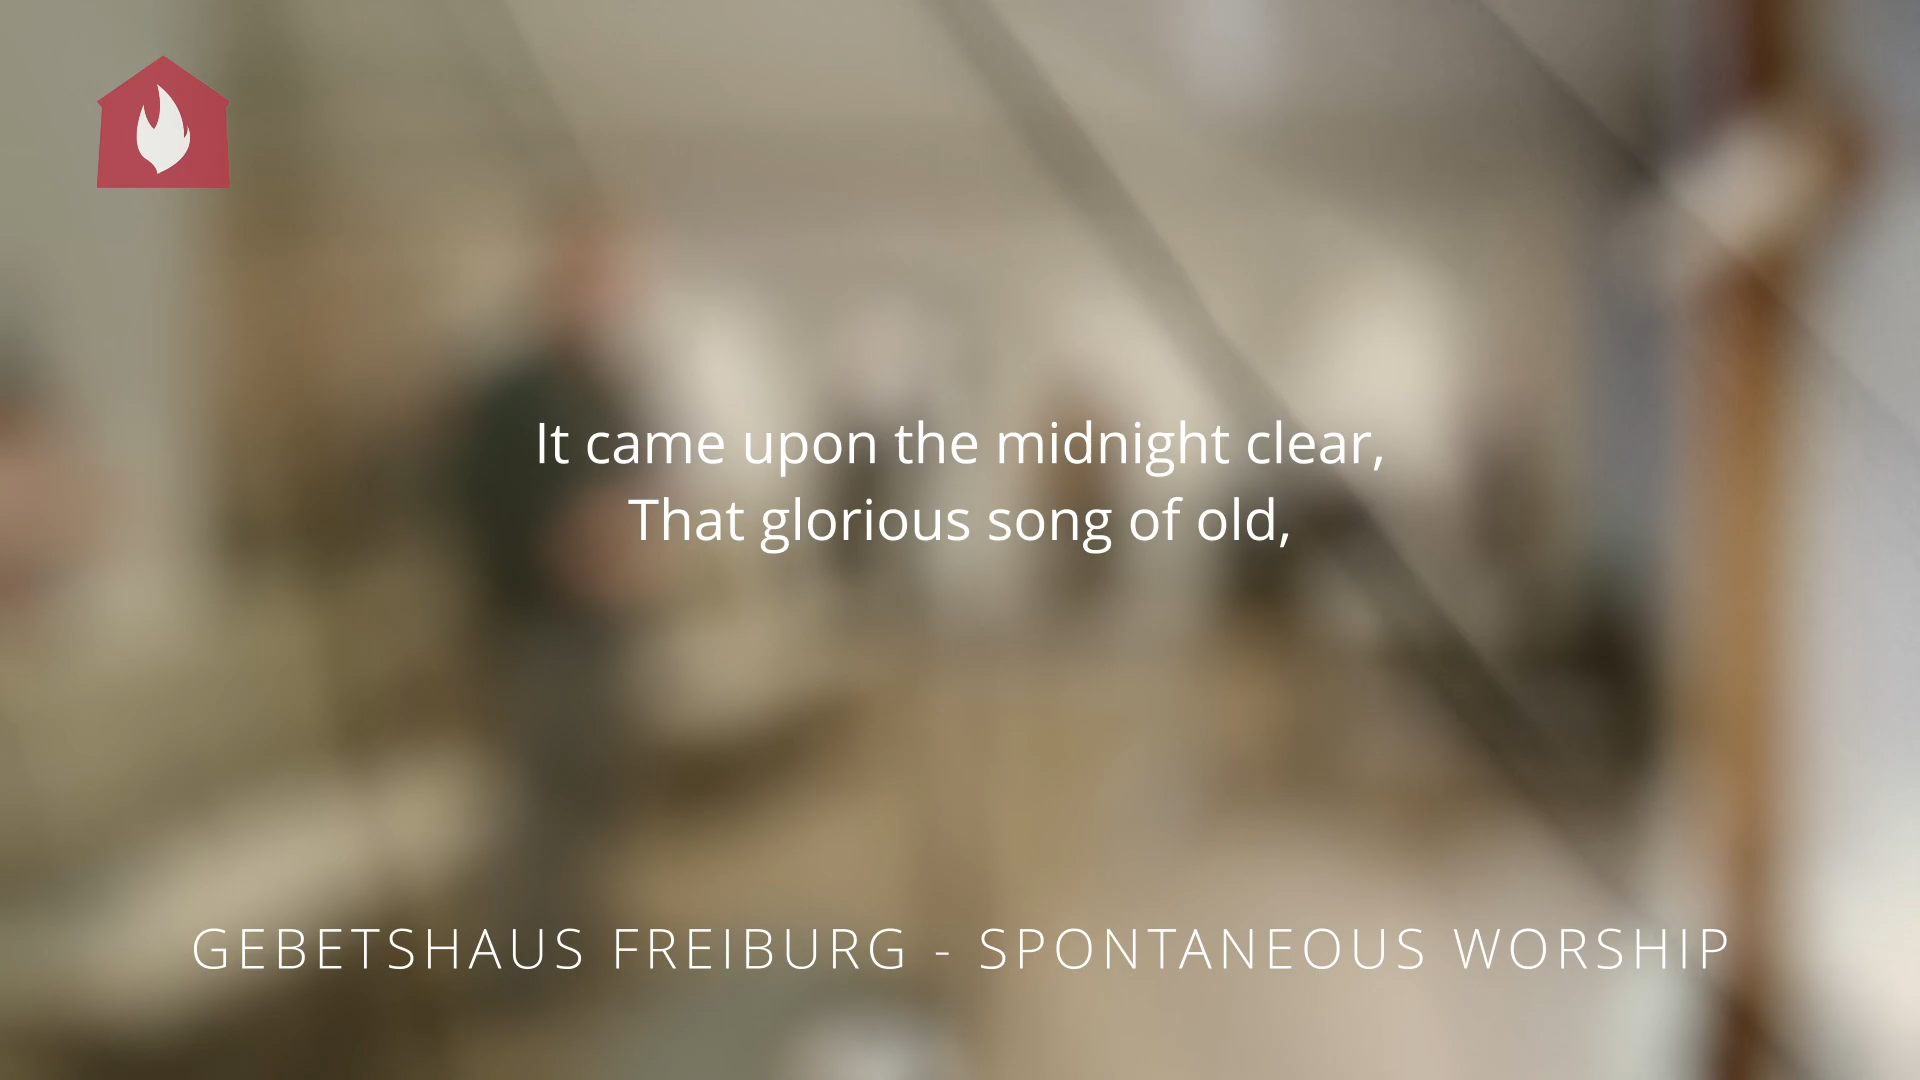 It came upon the midnight clear,
That glorious song of old,
GEBETSHAUS FREIBURG - SPONTANEOUS WORSHIP